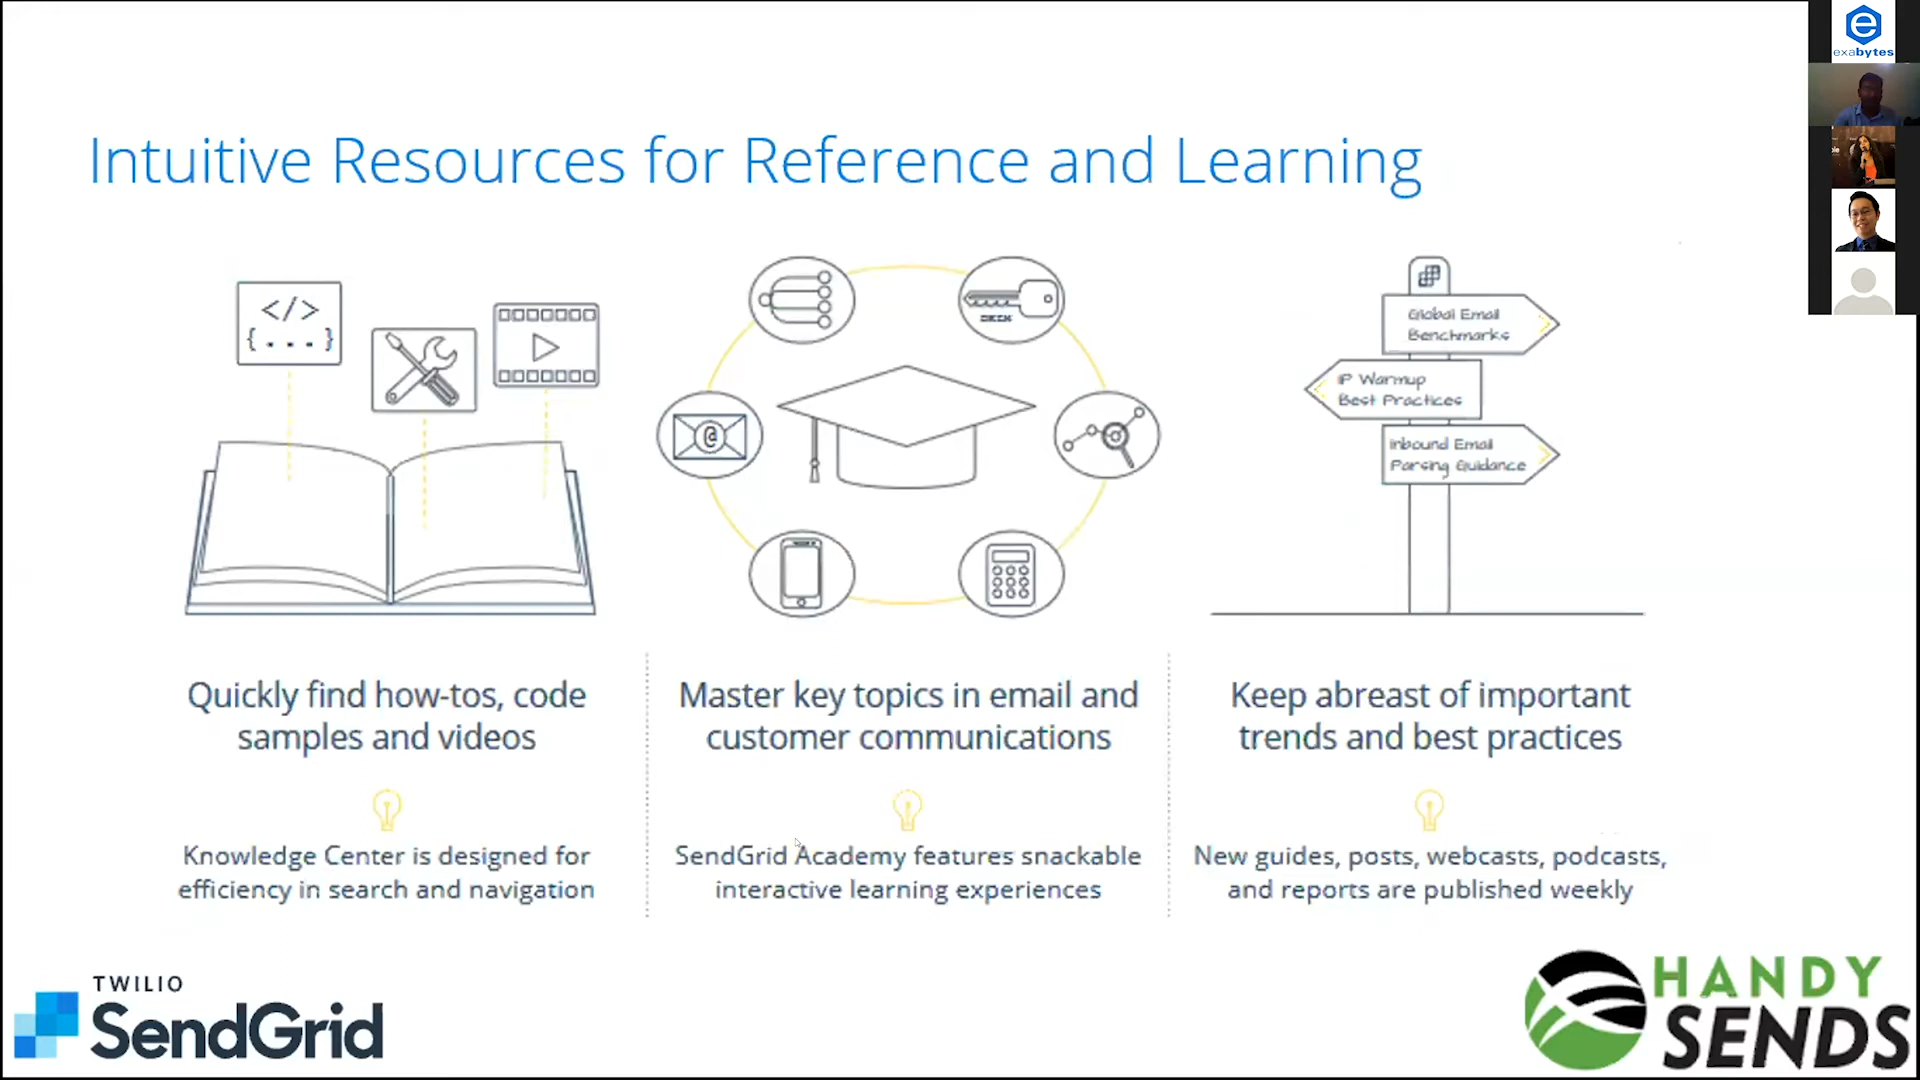 exabytes
Intuitive Resources for Reference and Learning
</>
{...}
DKIM
@
Global Email
Benchmarks
IP Warmup
Best Practices
Inbound Email
Parsing Guidance
Quickly find how-tos, code
samples and videos
Master key topics in email and
customer communications
Keep abreast of important
trends and best practices
Knowledge Center is designed for
efficiency in search and navigation
SendGrid Academy features snackable
interactive learning experiences
New guides, posts, webcasts, podcasts,
and reports are published weekly
TWILIO
SendGrid
HANDY
SENDS